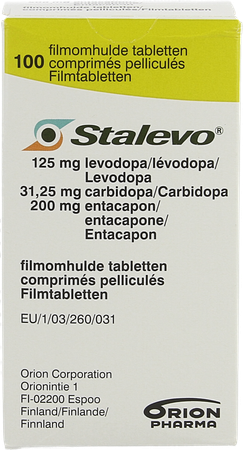 100 filmomhulde tabletten
comprimés pelliculés
Filmtabletten
Stalevo®
125 mg levodopa/lévodopa/
Levodopa
31,25 mg carbidopa/Carbidopa
200 mg entacapon/
entacapone/
Entacapon
filmomhulde tabletten
comprimés pelliculés
Filmtabletten
EU/1/03/260/031
Orion Corporation
Orionintie 1
FI-02200 Espoo
Finland/Finlande/
Finnland
ORION
PHARMA